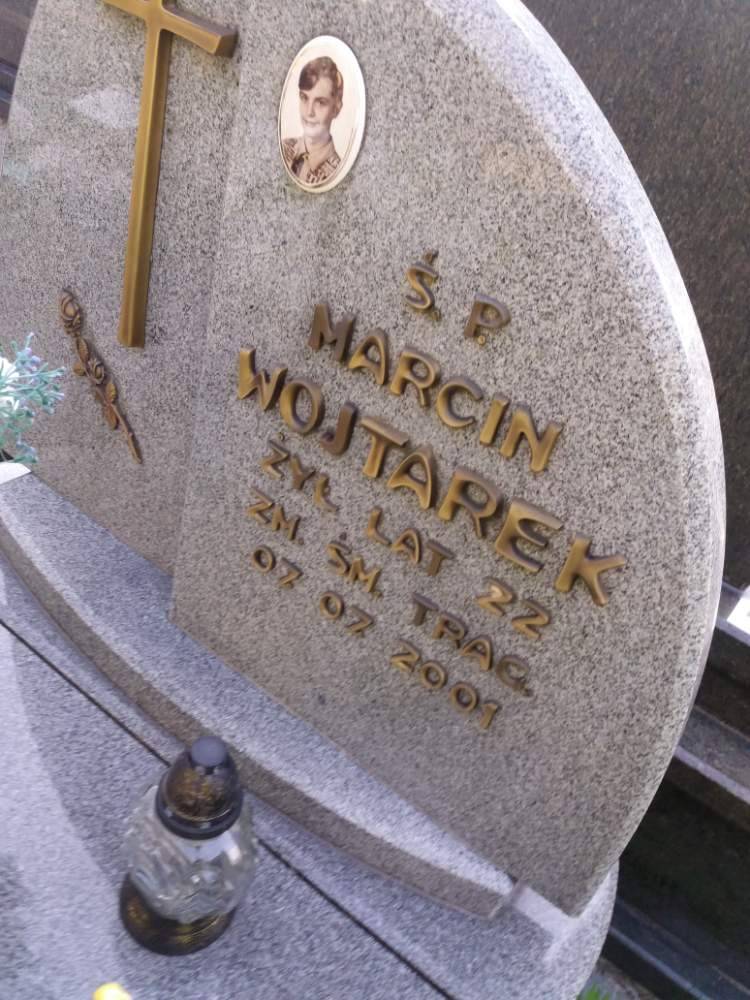 Ś. P.
MARCIN
WOJTAREK
ŻYŁ LAT 22
ZM. ŚM. TRAG.
07 07 2001